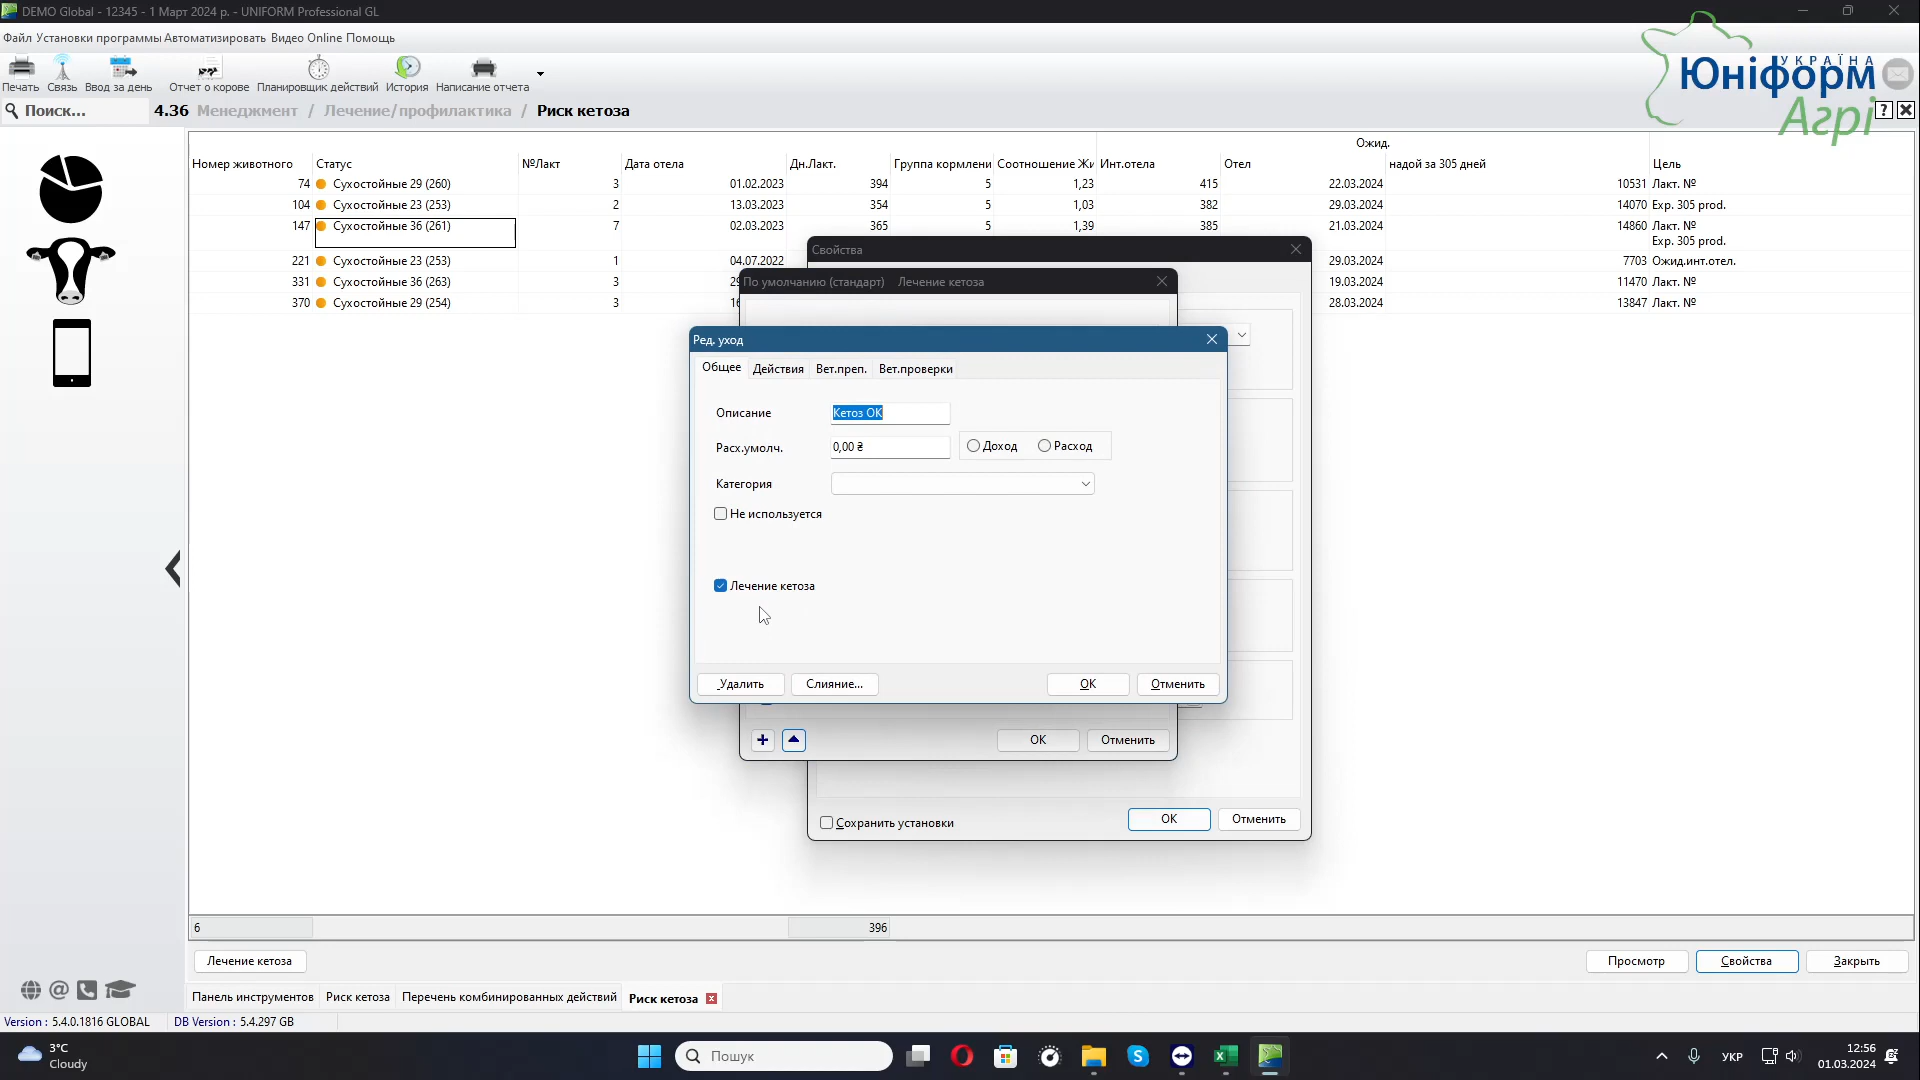 DEMO Global - 12345 - 1 Март 2024 р. - UNIFORM Professional GL
Файл Установки программы Автоматизировать Видео Online Помощь
Печать Связь Ввод за день Отчет о корове Планировщик действий История Написание отчета
УКРАЇНА
Юніформ
Агрі
Поиск... 4.36 Менеджмент / Лечение/профилактика / Риск кетоза
?
Ожид.
Номер животного Статус №Лакт Дата отела Дн.Лакт. Группа кормлени Соотношение Жи Инт.отела Отел надой за 305 дней Цель
74 Сухостойные 29 (260) 3 01.02.2023 394 5 1,23 415 22.03.2024 10531 Лакт. №
104 Сухостойные 23 (253) 2 13.03.2023 354 5 1,03 382 29.03.2024 14070 Exp. 305 prod.
147 Сухостойные 36 (261) 7 02.03.2023 365 5 1,39 385 21.03.2024 14860 Лакт. №
Exp. 305 prod.
221 Сухостойные 23 (253) 1 04.07.2022 29.03.2024 7703 Ожид.инт.отел.
331 Сухостойные 36 (263) 3 29 19.03.2024 11470 Лакт. №
370 Сухостойные 29 (254) 3 16 28.03.2024 13847 Лакт. №
Свойства
По умолчанию (стандарт) Лечение кетоза
Ред. уход
Общее Действия Вет.преп. Вет.проверки
Описание Кетоз ОК
Расх.умолч. 0,00 ₴ Доход Расход
Категория
Не используется
Лечение кетоза
Удалить Слияние... ОК Отменить
ОК Отменить
Сохранить установки ОК Отменить
6 396
Лечение кетоза Просмотр Свойства Закрыть
Панель инструментов Риск кетоза Перечень комбинированных действий Риск кетоза
Version : 5.4.0.1816 GLOBAL DB Version : 5.4.297 GB
3°C
Cloudy
Пошук
УКР
12:56
01.03.2024